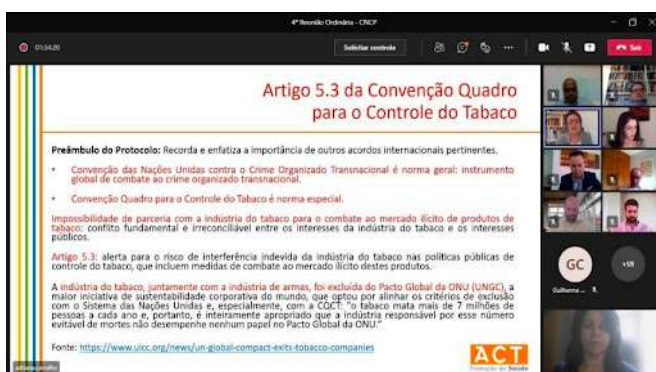 4ª Reunião Ordinária - CNCP
01:34:20
Solicitar controle
Sair
Artigo 5.3 da Convenção Quadro
para o Controle do Tabaco
Preâmbulo do Protocolo: Recorda e enfatiza a importância de outros acordos internacionais pertinentes.
• Convenção das Nações Unidas contra o Crime Organizado Transnacional é norma geral: instrumento
global de combate ao crime organizado transnacional.
• Convenção Quadro para o Controle do Tabaco é norma especial.
Impossibilidade de parceria com a indústria do tabaco para o combate ao mercado ilícito de produtos de
tabaco: conflito fundamental e irreconciliável entre os interesses da indústria do tabaco e os interesses
públicos.
Artigo 5.3: alerta para o risco de interferência indevida da indústria do tabaco nas políticas públicas de
controle do tabaco, que incluem medidas de combate ao mercado ilícito destes produtos.
A indústria do tabaco, juntamente com a indústria de armas, foi excluída do Pacto Global da ONU (UNGC), a
maior iniciativa de sustentabilidade corporativa do mundo, que optou por alinhar os critérios de exclusão
com o Sistema das Nações Unidas e, especialmente, com a CQCT: "o tabaco mata mais de 7 milhões de
pessoas a cada ano e, portanto, é inteiramente apropriado que a indústria responsável por esse número
evitável de mortes não desempenhe nenhum papel no Pacto Global da ONU."
Fonte: https://www.uicc.org/news/un-global-compact-exits-tobacco-companies
ACT
Promoção da Saúde
GC
Guilherme ...
+59